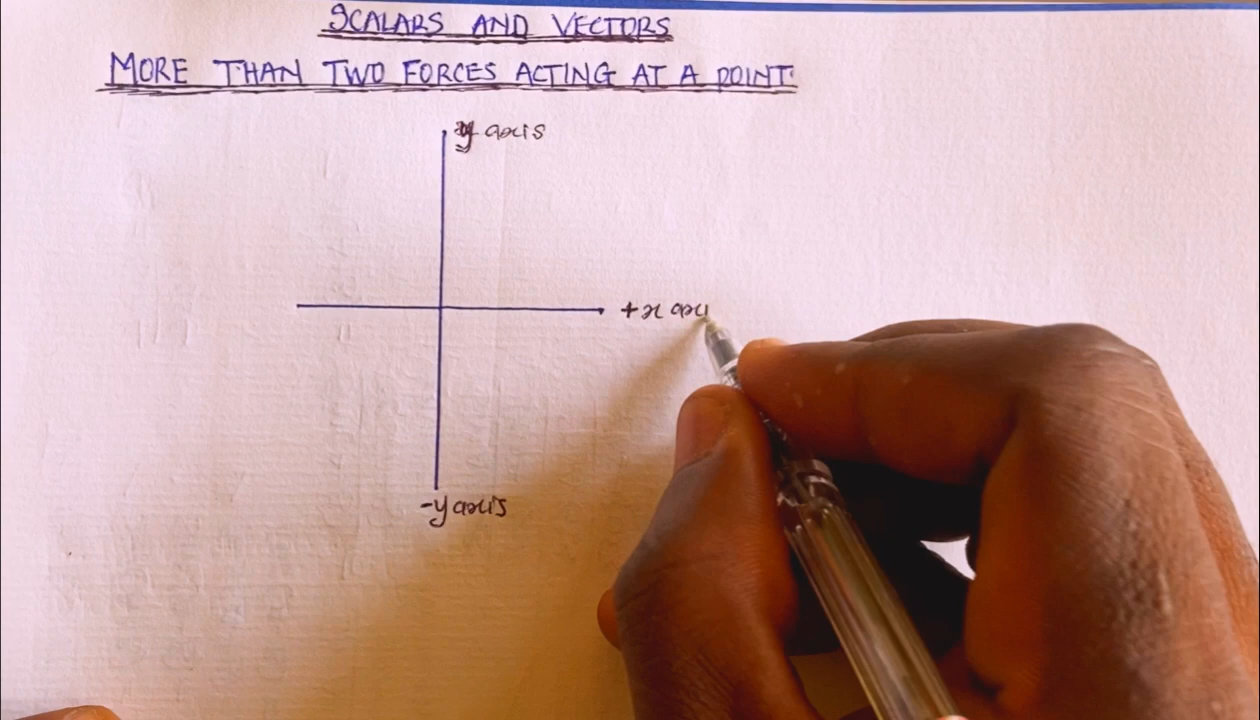 SCALARS AND VECTORS
MORE THAN TWO FORCES ACTING AT A POINT.
y axis
+x axi
-y axis